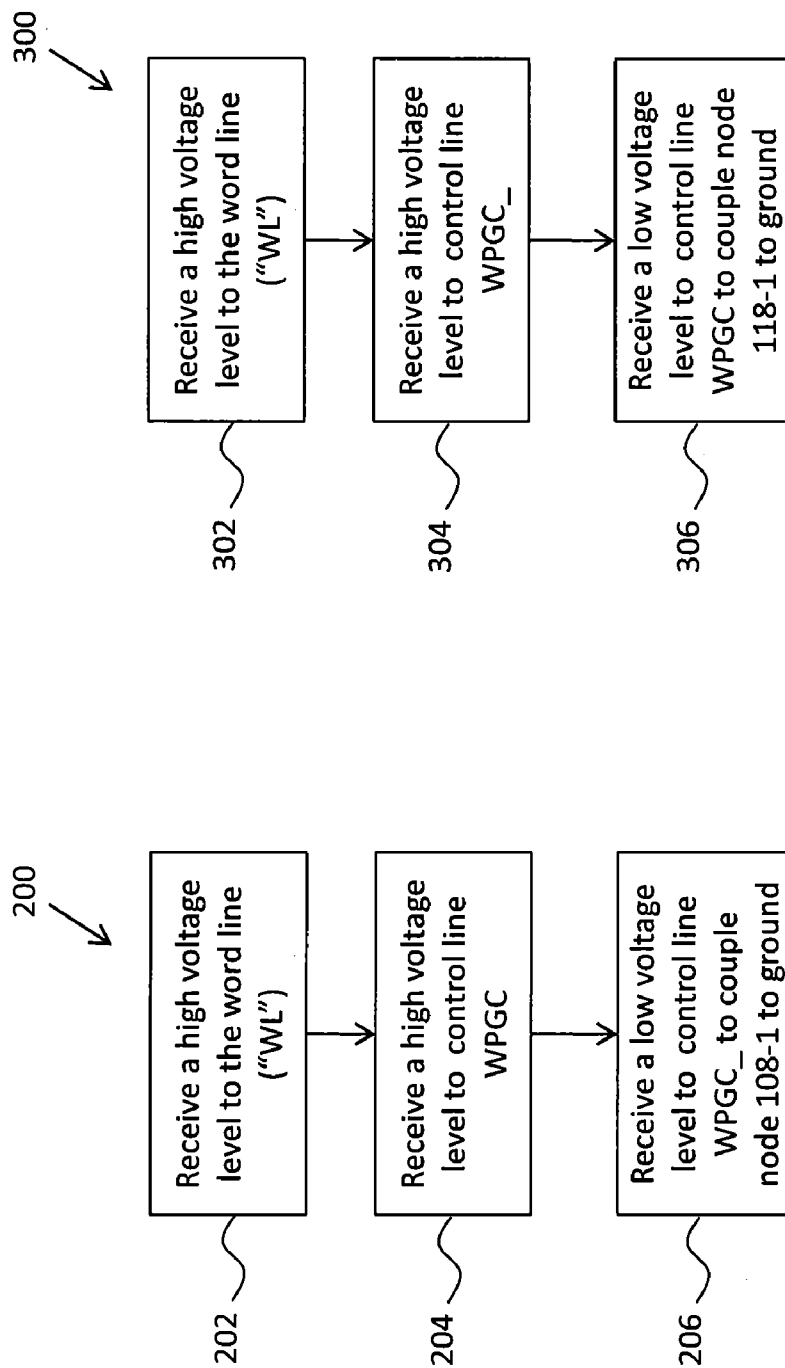 200
202
Receive a high voltage
level to the word line
("WL")
204
Receive a high voltage
level to control line
WPGC
206
Receive a low voltage
level to control line
WPGC_ to couple
node 108-1 to ground
300
302
Receive a high voltage
level to the word line
("WL")
304
Receive a high voltage
level to control line
WPGC_
306
Receive a low voltage
level to control line
WPGC to couple node
118-1 to ground